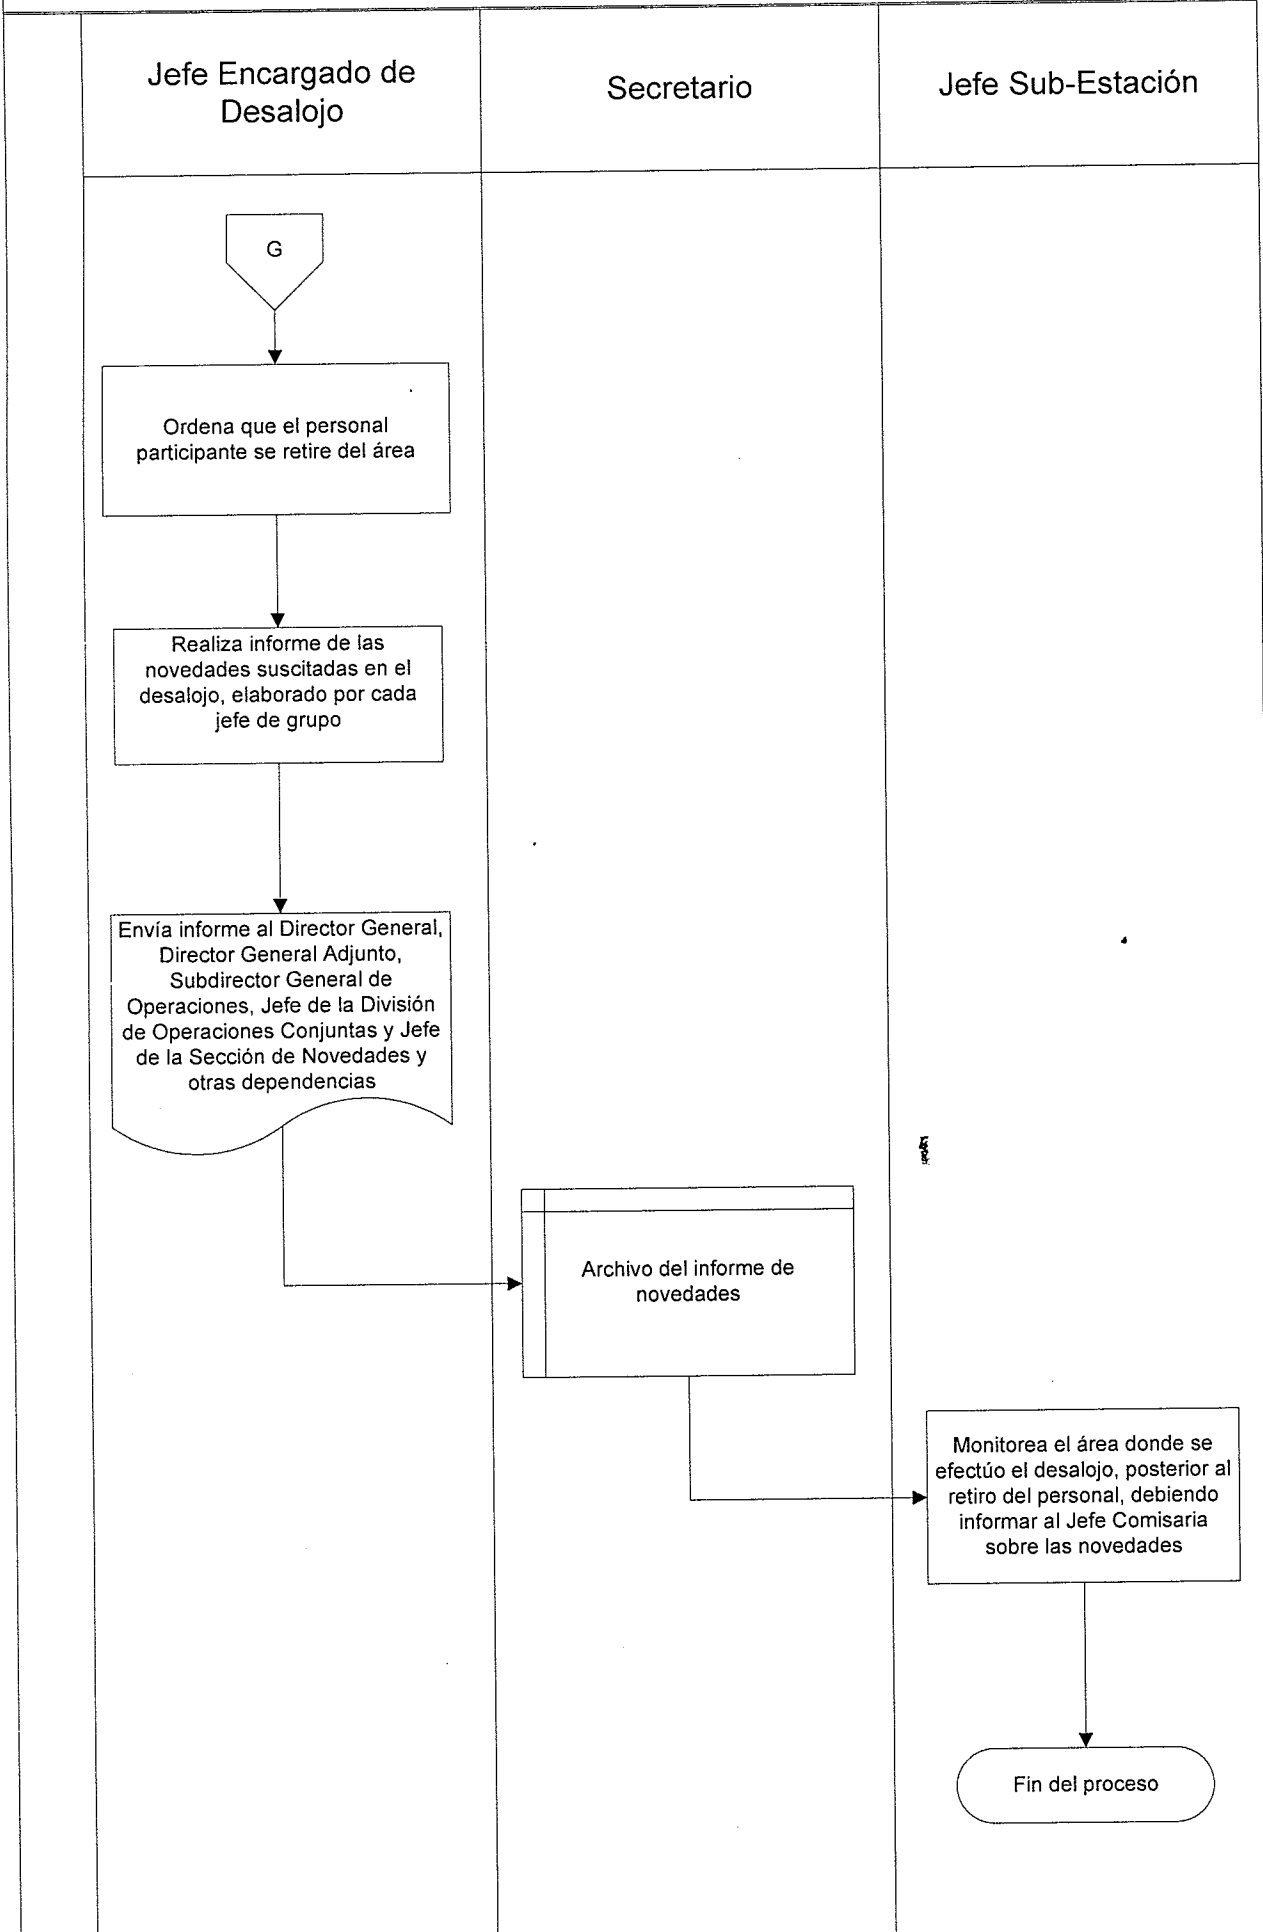 Jefe Encargado de
Desalojo
Secretario
Jefe Sub-Estación
G
Ordena que el personal
participante se retire del área
Realiza informe de las
novedades suscitadas en el
desalojo, elaborado por cada
jefe de grupo
Envía informe al Director General,
Director General Adjunto,
Subdirector General de
Operaciones, Jefe de la División
de Operaciones Conjuntas y Jefe
de la Sección de Novedades y
otras dependencias
Archivo del informe de
novedades
Monitorea el área donde se
efectúo el desalojo, posterior al
retiro del personal, debiendo
informar al Jefe Comisaria
sobre las novedades
Fin del proceso